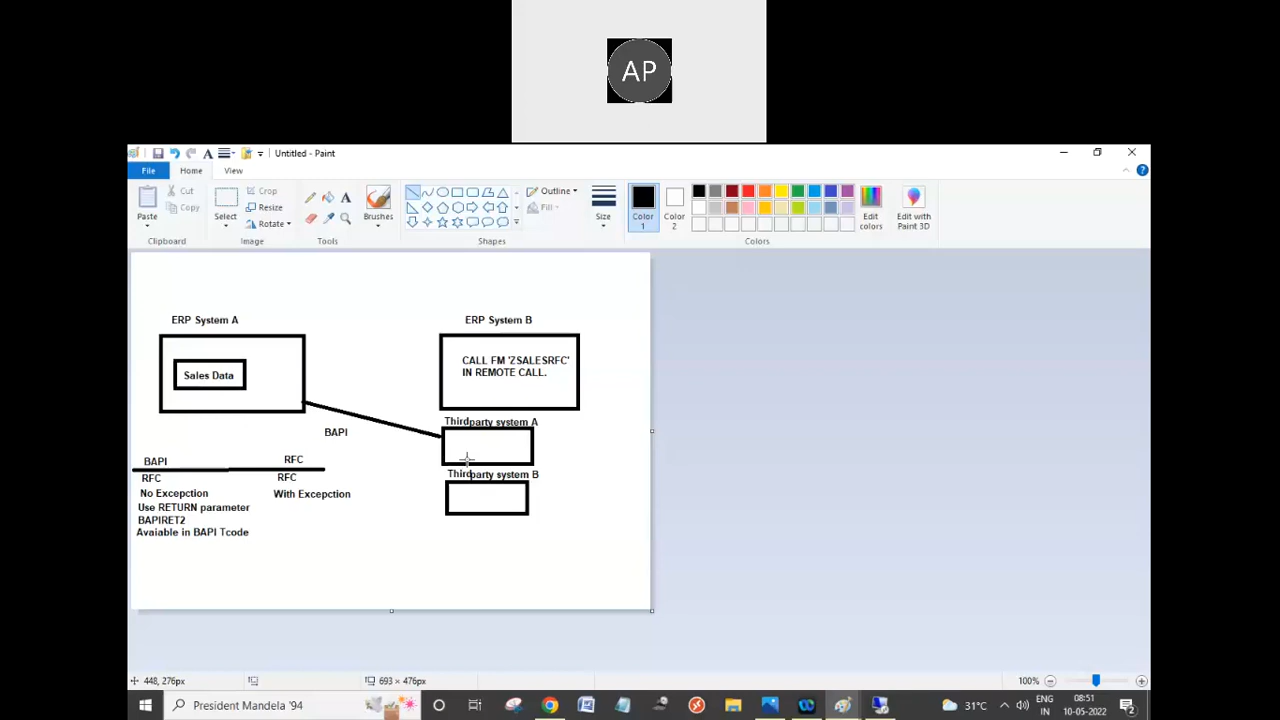 AP
Untitled - Paint
File
Home
View
Paste
Cut
Copy
Clipboard
Select
Crop
Resize
Rotate
Image
Tools
Brushes
Shapes
Outline
Fill
Size
Color 1
Color 2
Colors
Edit colors
Edit with Paint 3D
ERP System A
ERP System B
Sales Data
CALL FM 'ZSALESRFC'
IN REMOTE CALL.
Thirdparty system A
BAPI
BAPI
RFC
Thirdparty system B
RFC
RFC
No Excepction
With Excepction
Use RETURN parameter
BAPIRET2
Avaiable in BAPI Tcode
448, 276px
693 × 476px
100%
President Mandela '94
31°C
ENG
IN
08:51
10-05-2022
2